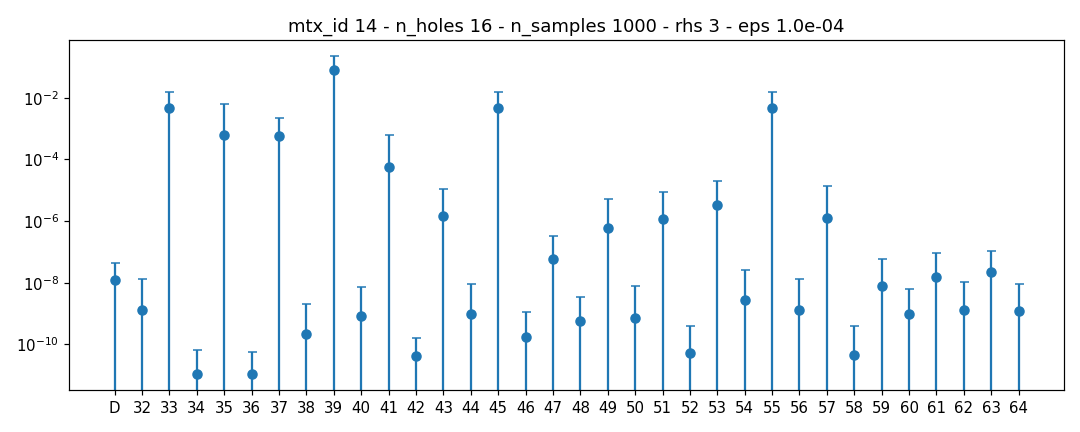 mtx_id 14 - n_holes 16 - n_samples 1000 - rhs 3 - eps 1.0e-04
10⁻²
10⁻⁴
10⁻⁶
10⁻⁸
10⁻¹⁰
D 32 33 34 35 36 37 38 39 40 41 42 43 44 45 46 47 48 49 50 51 52 53 54 55 56 57 58 59 60 61 62 63 64